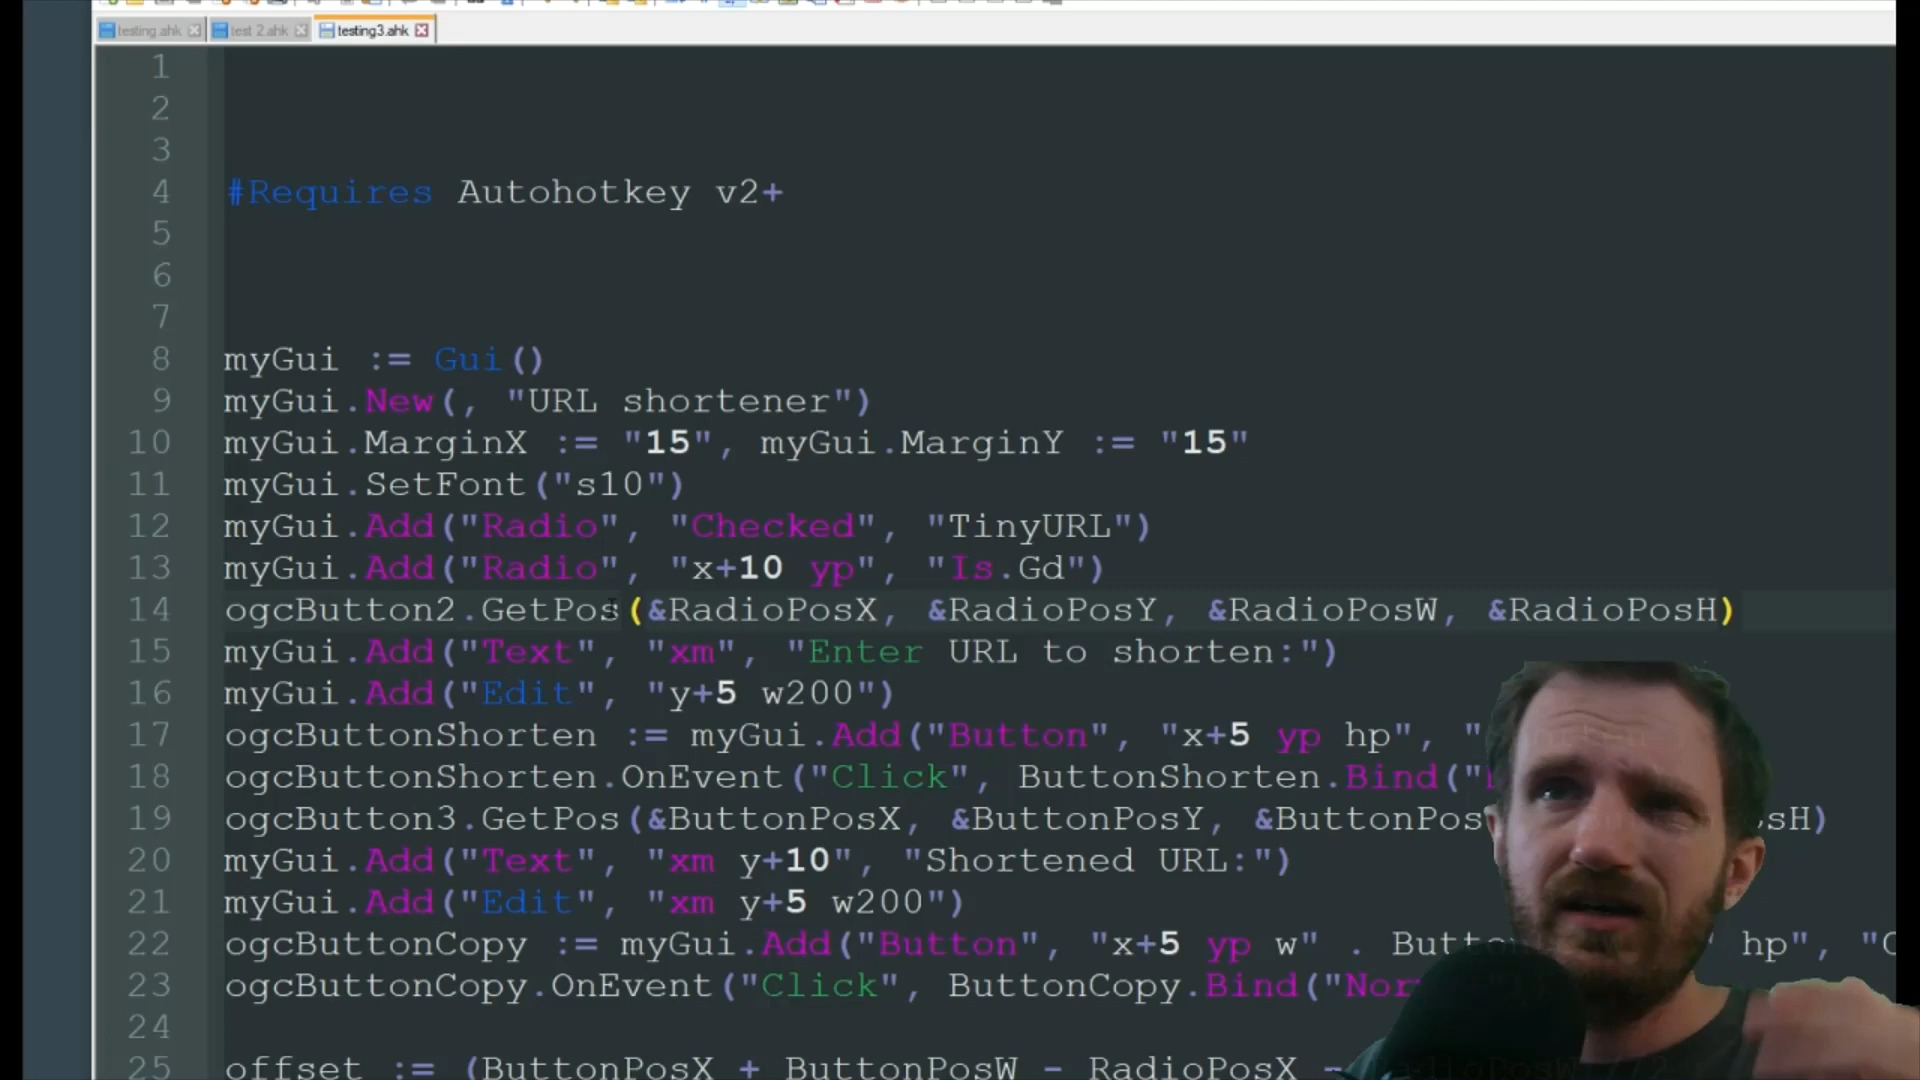 testing.ahk test 2.ahk testing3.ahk
1
2
3
4 #Requires Autohotkey v2+
5
6
7
8 myGui := Gui()
9 myGui.New(, "URL shortener")
10 myGui.MarginX := "15", myGui.MarginY := "15"
11 myGui.SetFont("s10")
12 myGui.Add("Radio", "Checked", "TinyURL")
13 myGui.Add("Radio", "x+10 yp", "Is.Gd")
14 ogcButton2.GetPos(&RadioPosX, &RadioPosY, &RadioPosW, &RadioPosH)
15 myGui.Add("Text", "xm", "Enter URL to shorten:")
16 myGui.Add("Edit", "y+5 w200")
17 ogcButtonShorten := myGui.Add("Button", "x+5 yp hp", "
18 ogcButtonShorten.OnEvent("Click", ButtonShorten.Bind("
19 ogcButton3.GetPos(&ButtonPosX, &ButtonPosY, &ButtonPos sH)
20 myGui.Add("Text", "xm y+10", "Shortened URL:")
21 myGui.Add("Edit", "xm y+5 w200")
22 ogcButtonCopy := myGui.Add("Button", "x+5 yp w" . Butt hp", "C
23 ogcButtonCopy.OnEvent("Click", ButtonCopy.Bind("Nor
24
25 offset := (ButtonPosX + ButtonPosW - RadioPosX -